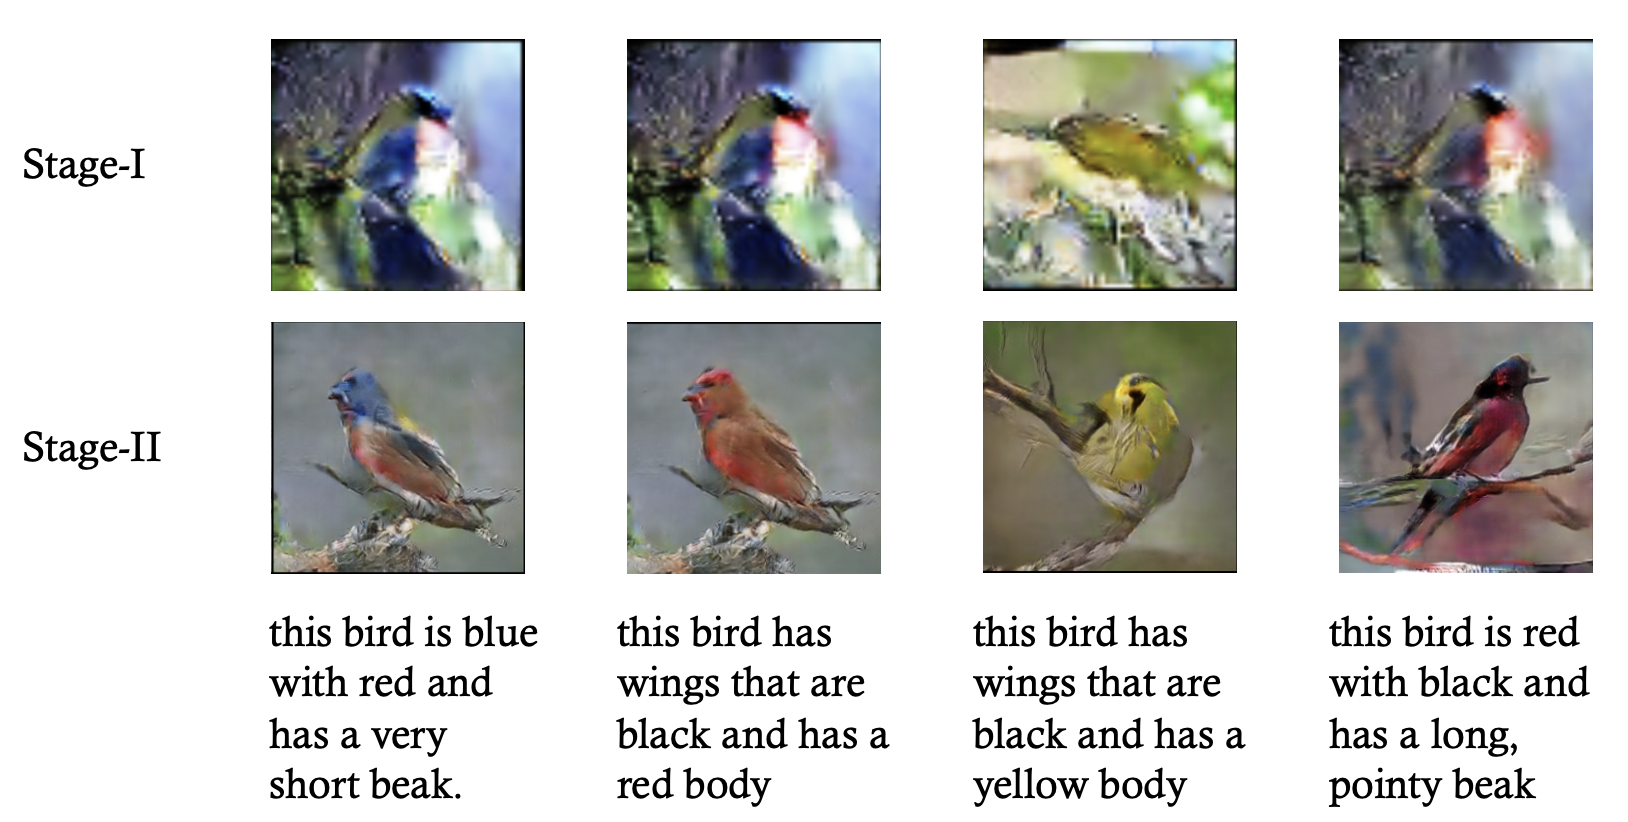 Stage-I
Stage-II
this bird is blue
with red and
has a very
short beak.
this bird has
wings that are
black and has a
red body
this bird has
wings that are
black and has a
yellow body
this bird is red
with black and
has a long,
pointy beak